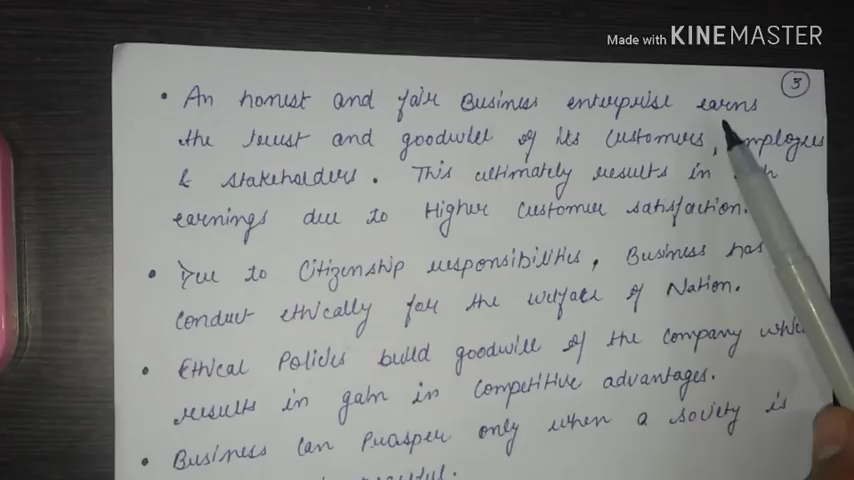 Made with KINEMASTER
3
• An honest and fair Business enterprise earns
the trust and goodwill of its customers, employees
& stakeholders. This ultimately results in
earnings due to Higher customer satisfaction.
• Due to Citizenship responsibilities, Business has
conduct ethically for the welfare of Nation.
• Ethical Policies build goodwill of the company which
results in gain in competitive advantages.
• Business can Prosper only when a society is